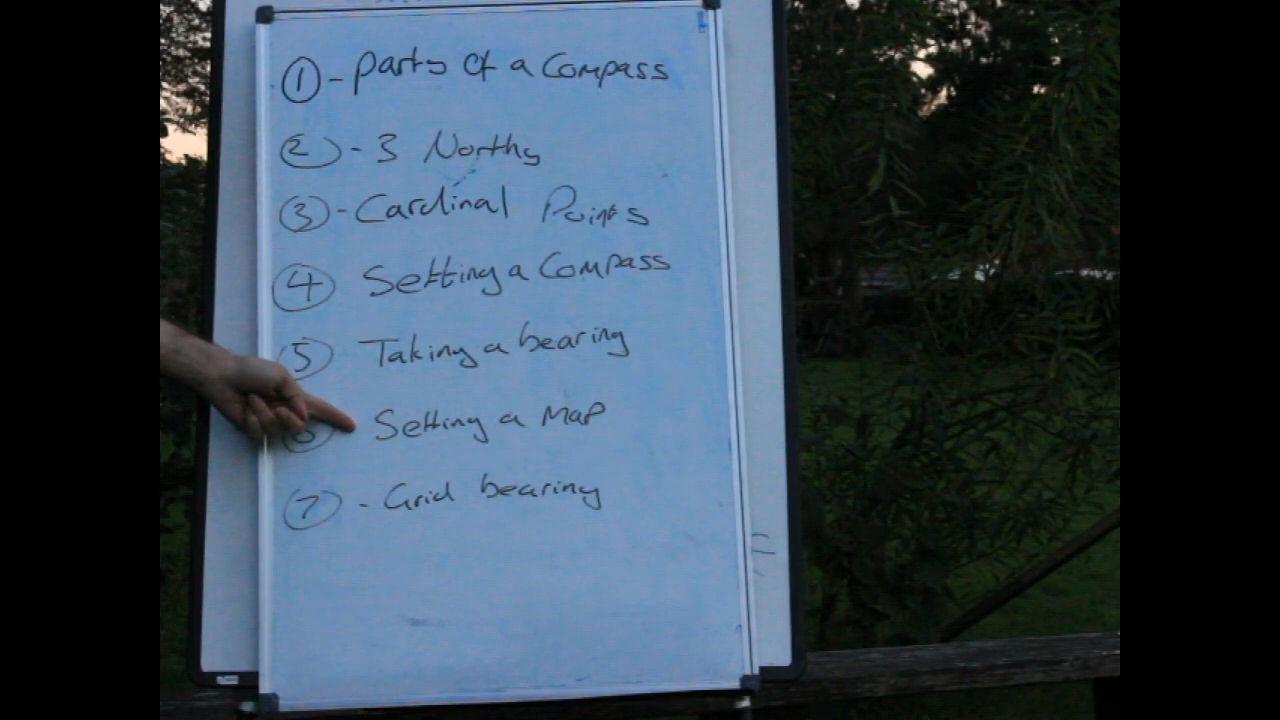 ① - Parts of a Compass
② - 3 Norths
③ - Cardinal Points
④ Setting a Compass
⑤ Taking a bearing
⑥ Setting a Map
⑦ - Grid bearing